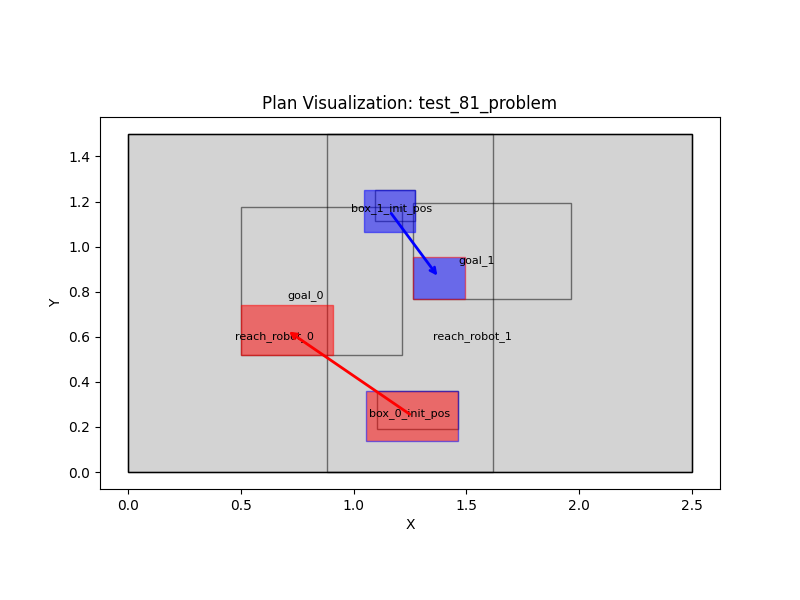 Plan Visualization: test_81_problem
Y
1.4
1.2
1.0
0.8
0.6
0.4
0.2
0.0
box_1_init_pos
goal_1
goal_0
reach_robot_0
reach_robot_1
box_0_init_pos
0.0 0.5 1.0 1.5 2.0 2.5
X